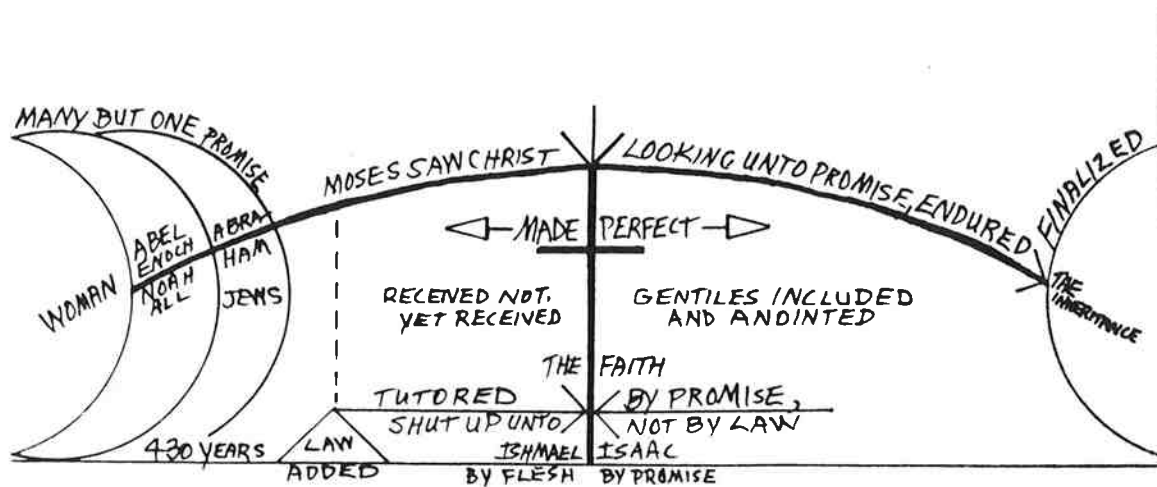 MANY BUT ONE PROMISE
MOSES SAW CHRIST
LOOKING UNTO PROMISE, ENDURED
FINALIZED
WOMAN
ABEL
ENOCH
NOAH
ALL
ABRA
HAM
JEWS
MADE PERFECT
RECEIVED NOT,
YET RECEIVED
GENTILES INCLUDED
AND ANOINTED
THE
INHERITANCE
THE FAITH
TUTORED
SHUT UP UNTO
BY PROMISE,
NOT BY LAW
430 YEARS
LAW
ADDED
ISHMAEL
BY FLESH
ISAAC
BY PROMISE